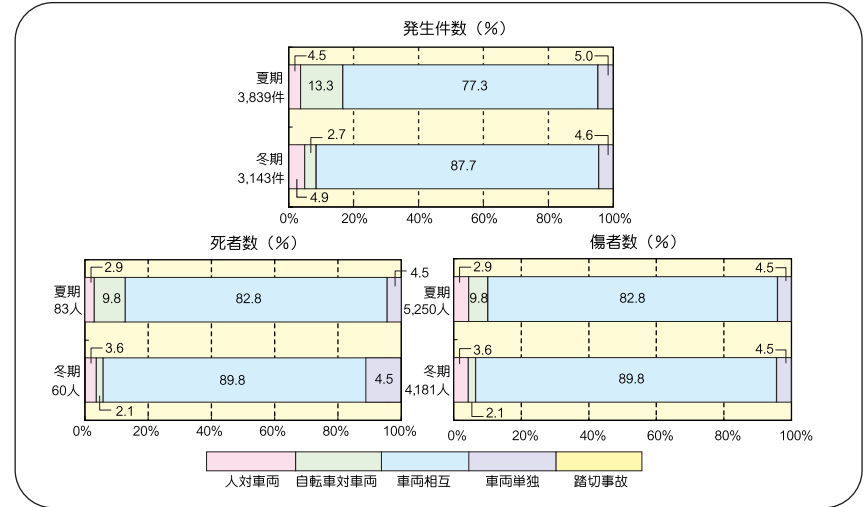 発生件数（%）
4.5
5.0
夏期
3,839件
13.3
77.3
2.7
4.6
冬期
3,143件
87.7
4.9
0% 20% 40% 60% 80% 100%
死者数（%）
2.9
4.5
夏期
83人
9.8
82.8
3.6
冬期
60人
89.8
4.5
2.1
0% 20% 40% 60% 80% 100%
傷者数（%）
2.9
4.5
夏期
5,250人
9.8
82.8
3.6
4.5
冬期
4,181人
89.8
2.1
0% 20% 40% 60% 80% 100%
人対車両 自転車対車両 車両相互 車両単独 踏切事故